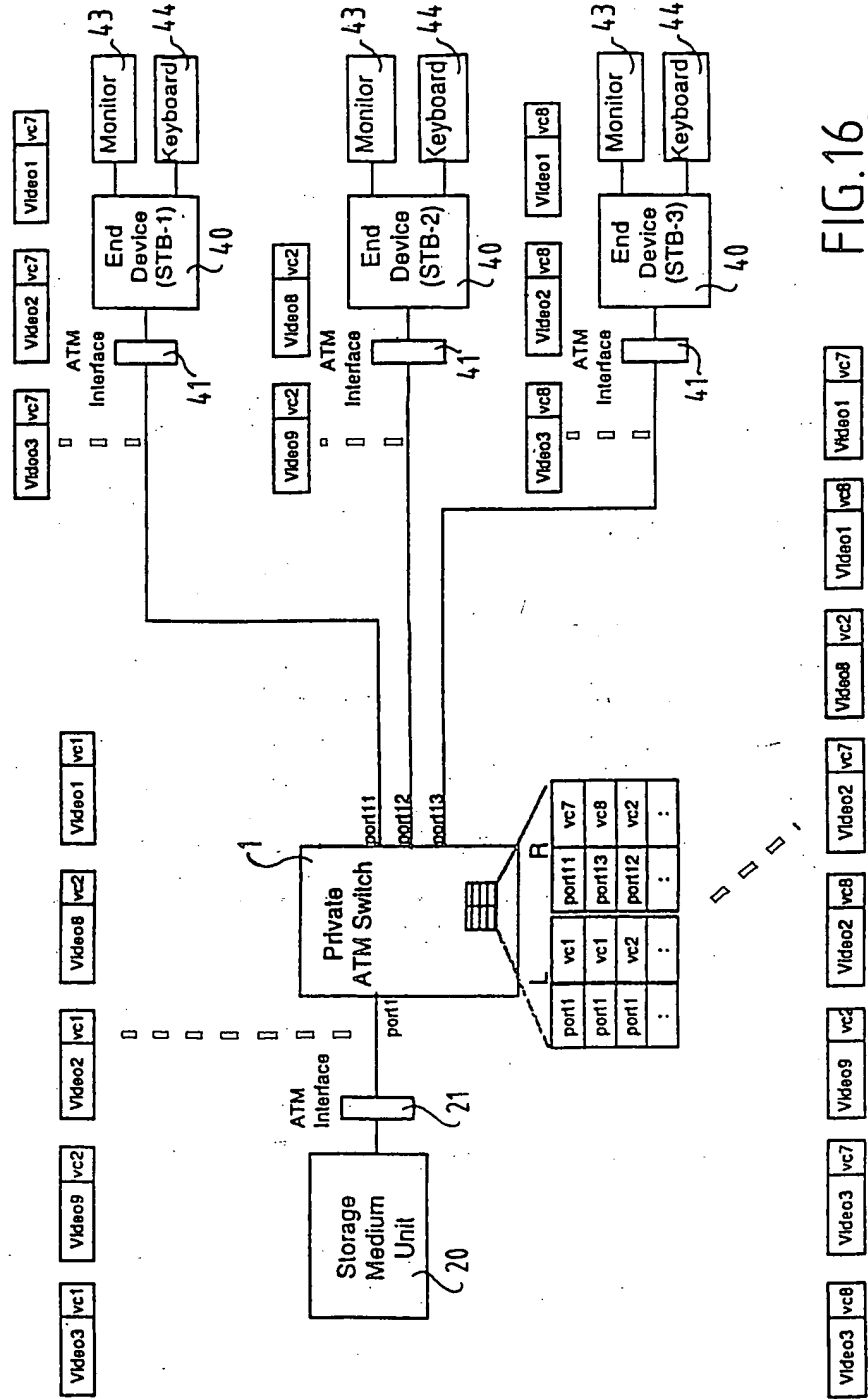 Video3 vc1
Video9 vc2
Video2 vc1
Video8 vc2
Video1 vc1
Video3 vc7
Video2 vc7
Video1 vc7
Storage
Medium
Unit
20
ATM
Interface
21
port1
Private
ATM Switch
1
port11
port12
port13
L
R
port1 vc1 port11 vc7
port1 vc1 port13 vc8
port1 vc2 port12 vc2
: : : :
ATM
Interface
41
End
Device
(STB-1)
40
Monitor
43
Keyboard
44
Video9 vc2
Video8 vc2
ATM
Interface
41
End
Device
(STB-2)
40
Monitor
43
Keyboard
44
Video3 vc8
Video2 vc8
Video1 vc8
ATM
Interface
41
End
Device
(STB-3)
40
Monitor
43
Keyboard
44
Video3 vc8
Video3 vc7
Video9 vc2
Video2 vc8
Video2 vc7
Video8 vc2
Video1 vc8
Video1 vc7
FIG.16